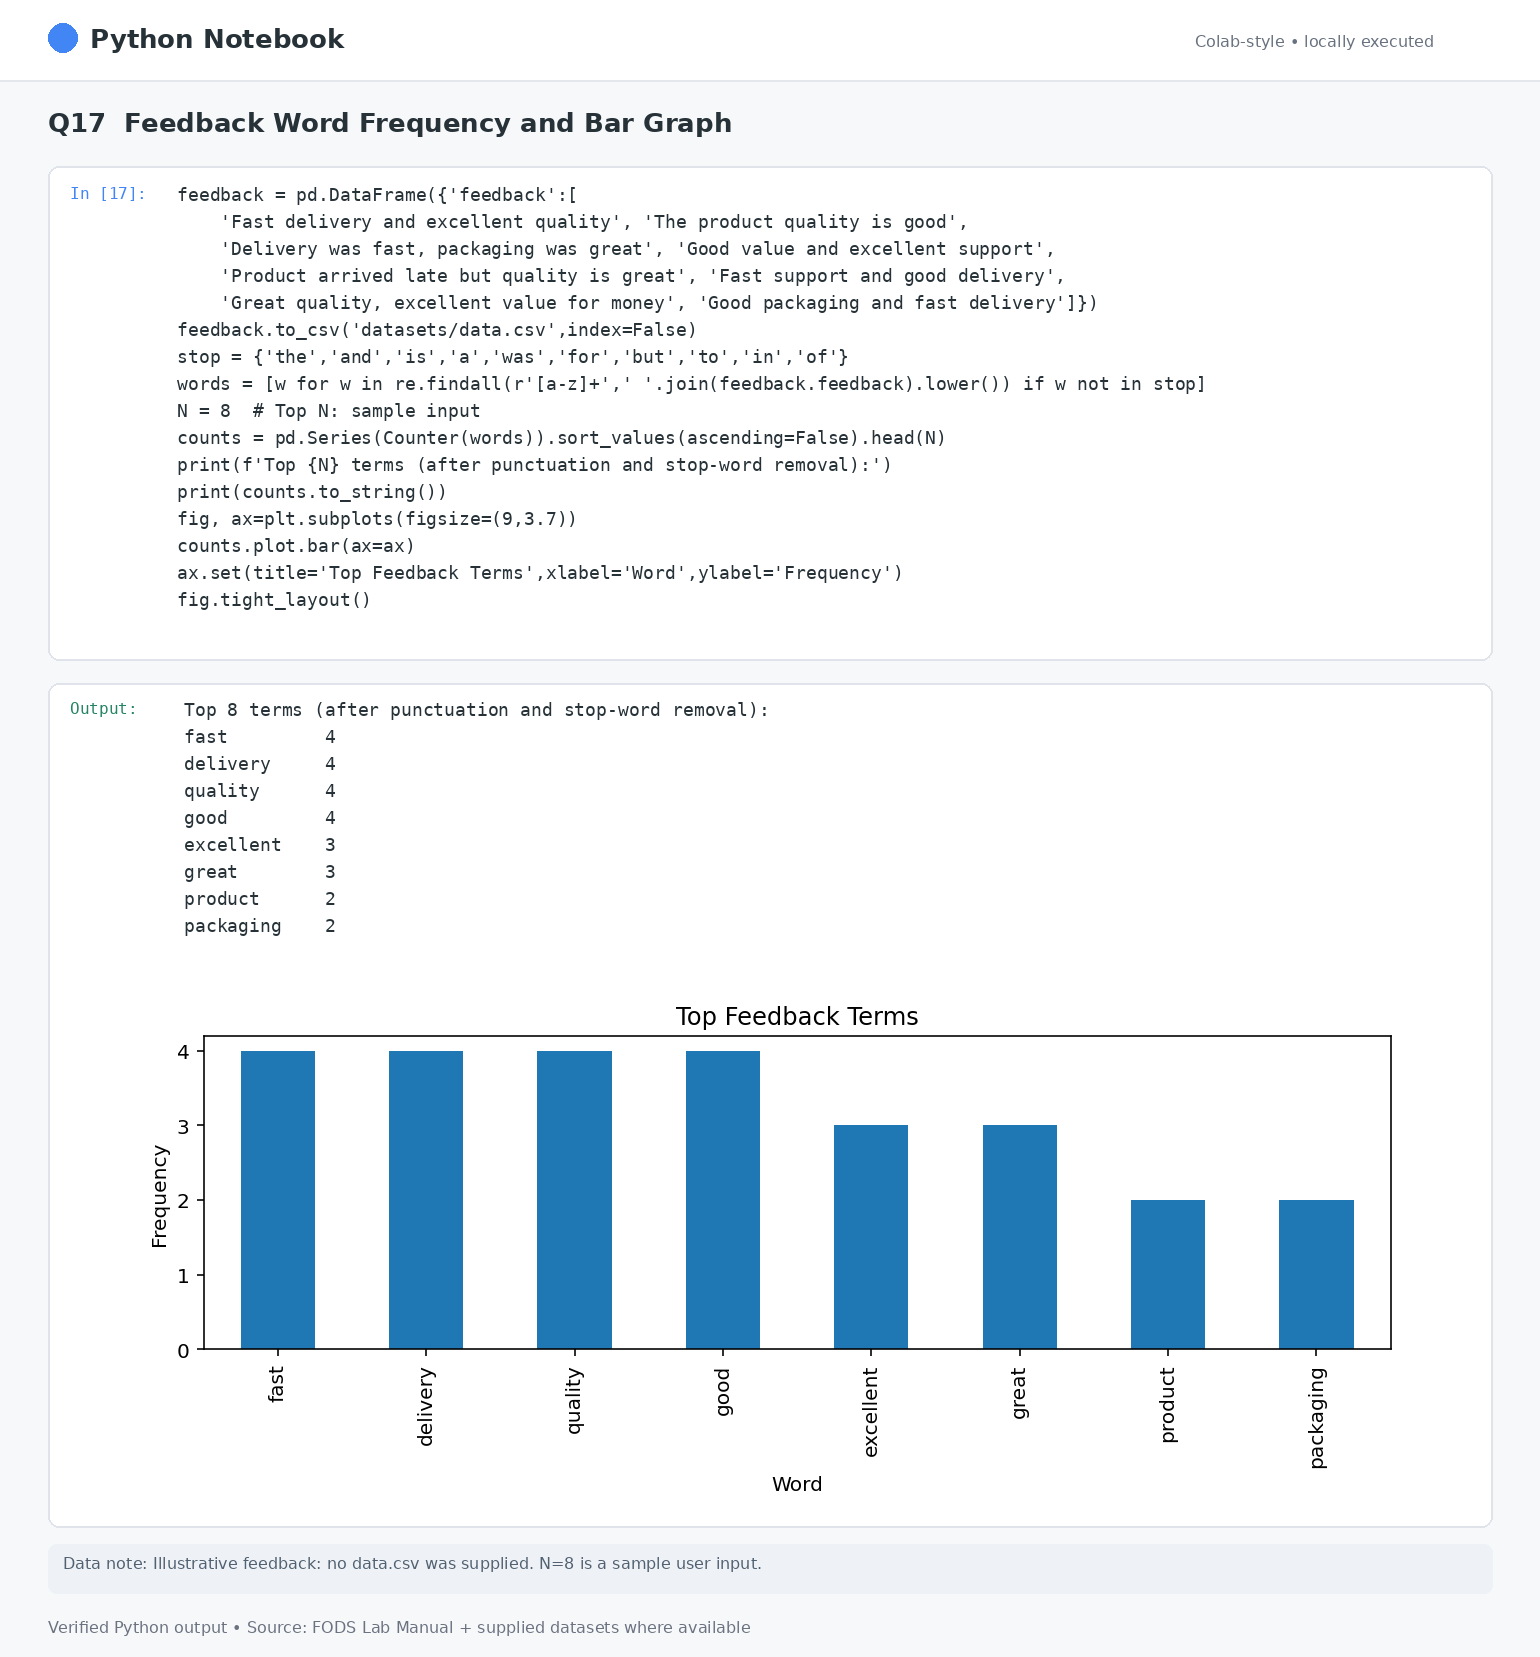 Python Notebook
Colab-style • locally executed
Q17  Feedback Word Frequency and Bar Graph
In [17]:
feedback = pd.DataFrame({'feedback':[
    'Fast delivery and excellent quality', 'The product quality is good',
    'Delivery was fast, packaging was great', 'Good value and excellent support',
    'Product arrived late but quality is great', 'Fast support and good delivery',
    'Great quality, excellent value for money', 'Good packaging and fast delivery']})
feedback.to_csv('datasets/data.csv',index=False)
stop = {'the','and','is','a','was','for','but','to','in','of'}
words = [w for w in re.findall(r'[a-z]+',' '.join(feedback.feedback).lower()) if w not in stop]
N = 8  # Top N: sample input
counts = pd.Series(Counter(words)).sort_values(ascending=False).head(N)
print(f'Top {N} terms (after punctuation and stop-word removal):')
print(counts.to_string())
fig, ax=plt.subplots(figsize=(9,3.7))
counts.plot.bar(ax=ax)
ax.set(title='Top Feedback Terms',xlabel='Word',ylabel='Frequency')
fig.tight_layout()
Output:
Top 8 terms (after punctuation and stop-word removal):
fast         4
delivery     4
quality      4
good         4
excellent    3
great        3
product      2
packaging    2
Top Feedback Terms
4
3
2
1
0
Frequency
fast
delivery
quality
good
excellent
great
product
packaging
Word
Data note: Illustrative feedback: no data.csv was supplied. N=8 is a sample user input.
Verified Python output • Source: FODS Lab Manual + supplied datasets where available